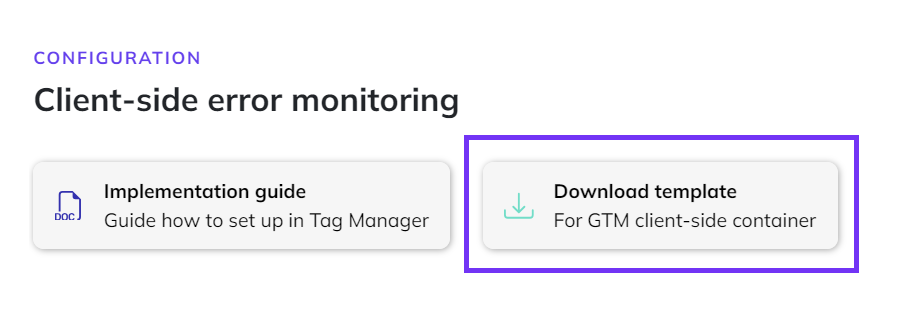 CONFIGURATION
Client-side error monitoring
DOC
Implementation guide
Guide how to set up in Tag Manager
Download template
For GTM client-side container